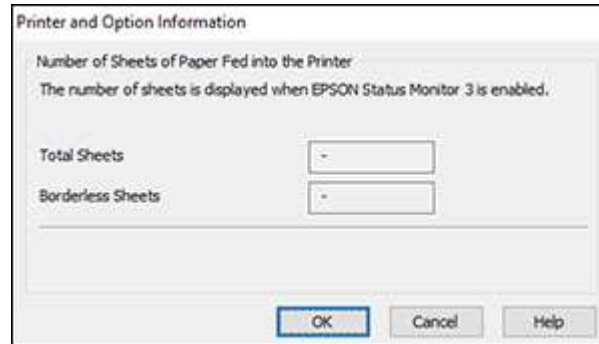 Printer and Option Information
Number of Sheets of Paper Fed into the Printer
The number of sheets is displayed when EPSON Status Monitor 3 is enabled.
Total Sheets -
Borderless Sheets -
OK Cancel Help